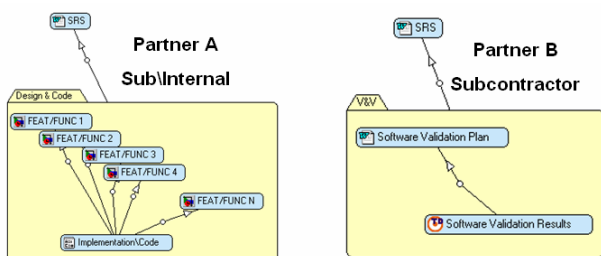 SRS
Partner A
Sub\Internal
Design & Code
FEAT/FUNC 1
FEAT/FUNC 2
FEAT/FUNC 3
FEAT/FUNC 4
FEAT/FUNC N
Implementation\Code
SRS
Partner B
Subcontractor
V&V
Software Validation Plan
Software Validation Results